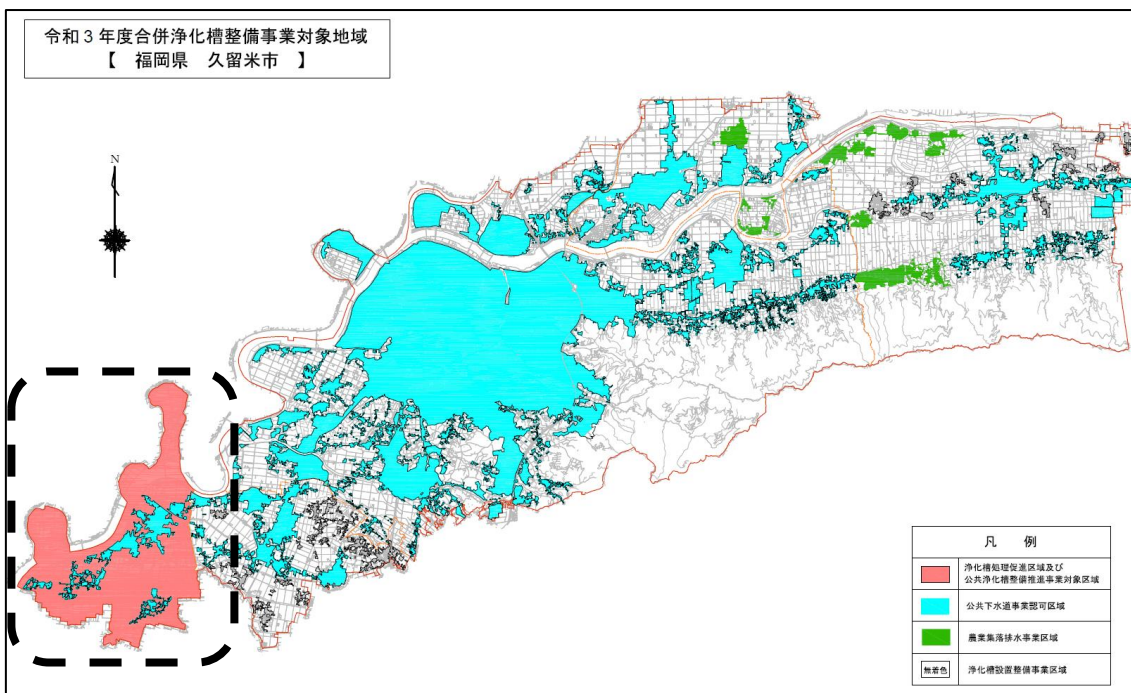 令和3年度合併浄化槽整備事業対象地域
【 福岡県 久留米市 】
N
凡 例
浄化槽処理促進区域及び
公共浄化槽整備推進事業対象区域
公共下水道事業認可区域
農業集落排水事業区域
無着色 浄化槽設置整備事業区域